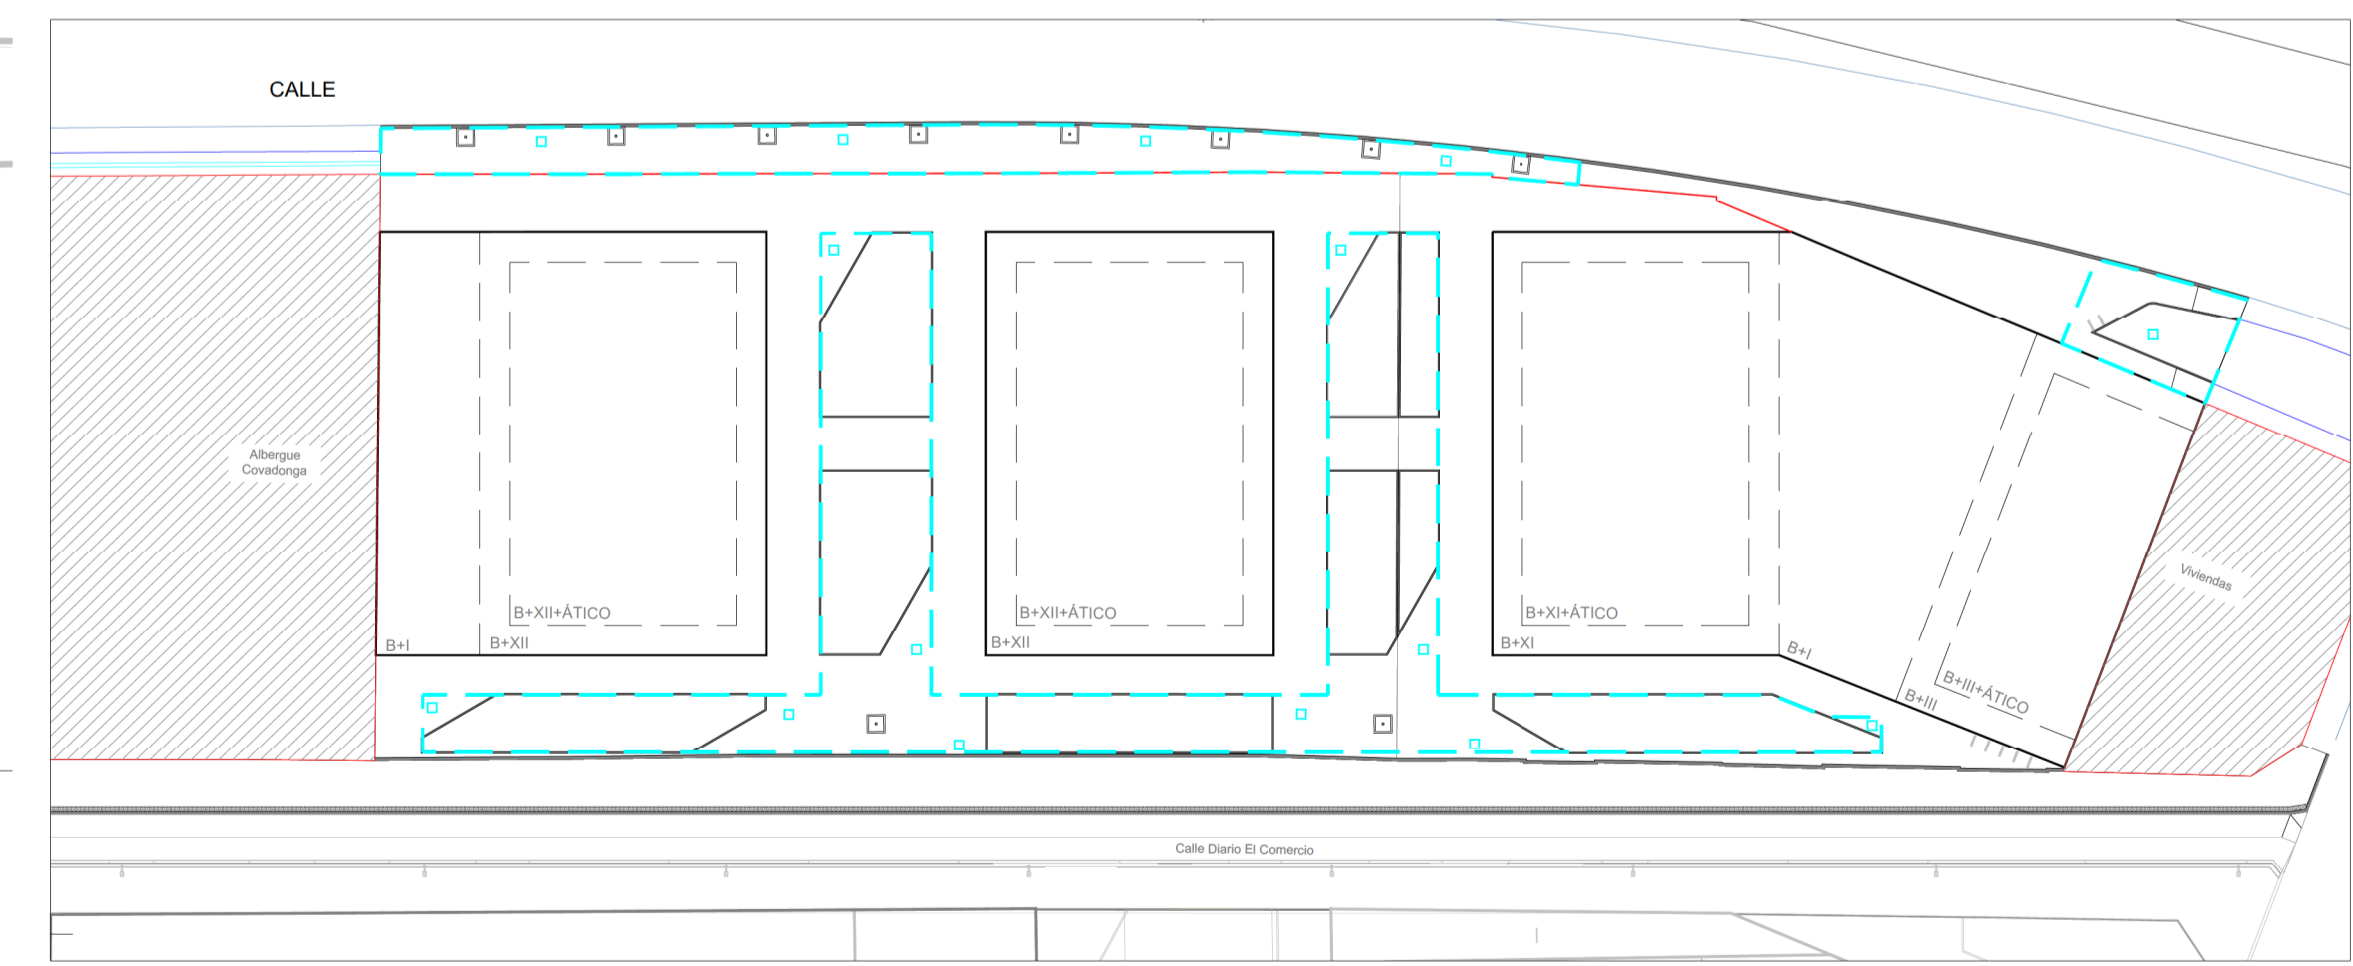 CALLE
Albergue
Covadonga
Viviendas
B+XII+ÁTICO
B+XII+ÁTICO
B+XI+ÁTICO
B+I
B+XII
B+XII
B+XI
B+I
B+III+ÁTICO
B+III
Calle Diario El Comercio